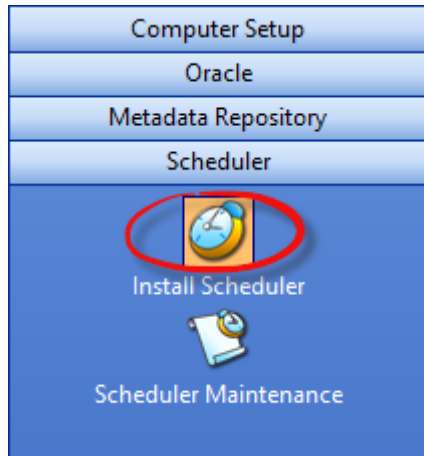 Computer Setup
Oracle
Metadata Repository
Scheduler
Install Scheduler
Scheduler Maintenance